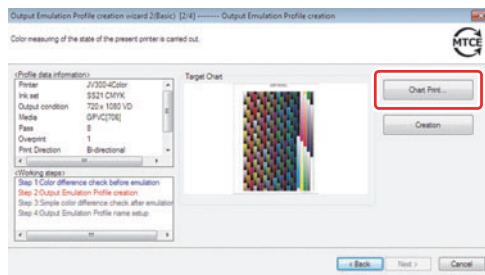 Output Emulation Profile creation wizard 2(Basic) [2/4] ------- Output Emulation Profile creation
Color measuring of the state of the present printer is carried out.
MTCE
<Profile data information>
Printer JV300-4Color
Ink set SS21 CMYK
Output condition 720 x 1080 VD
Media GPVC[708]
Pass 8
Overprint 1
Print Direction Bi-directional
<Working steps>
Step 1:Color difference check before emulation
Step 2:Output Emulation Profile creation
Step 3:Simple color difference check after emulation
Step 4:Output Emulation Profile name setup
Target Chart
Chart Print...
Creation
< Back
Next >
Cancel